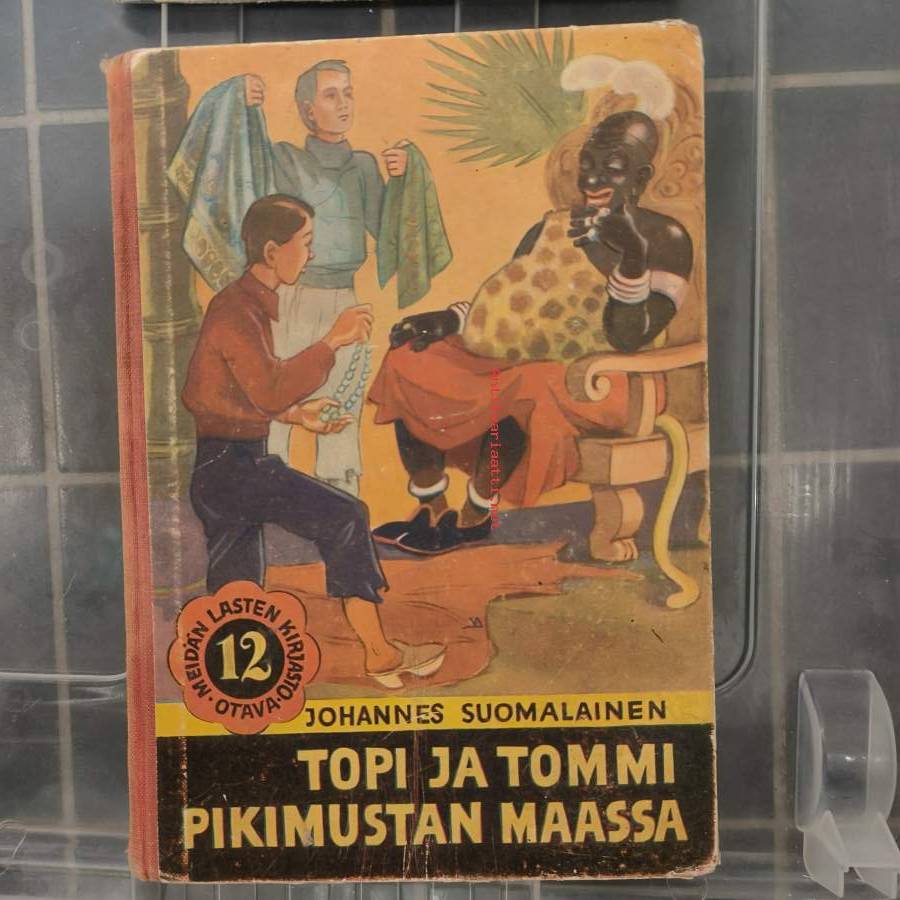 MEIDÄN LASTEN KIRJASTO
12
OTAVA
JOHANNES SUOMALAINEN
TOPI JA TOMMI
PIKIMUSTAN MAASSA